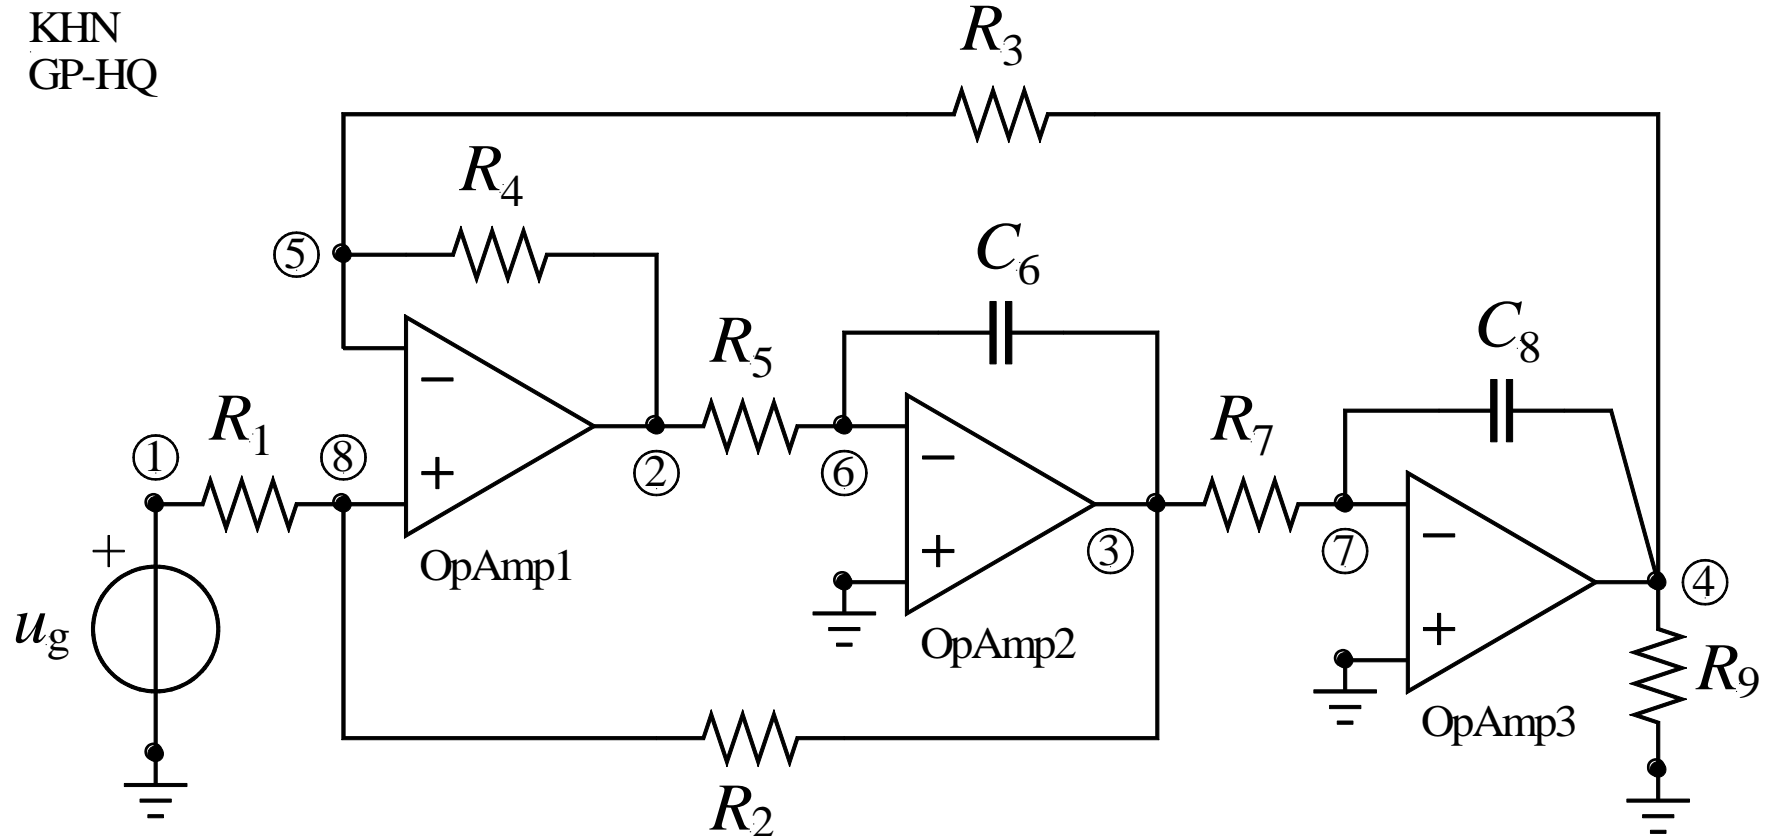 KHN
GP-HQ
R3
R4
5
C6
R5
C8
R1
R7
1
8
2
6
−
+
−
+
−
+
+
3
7
4
OpAmp1
ug
OpAmp2
R9
OpAmp3
R2